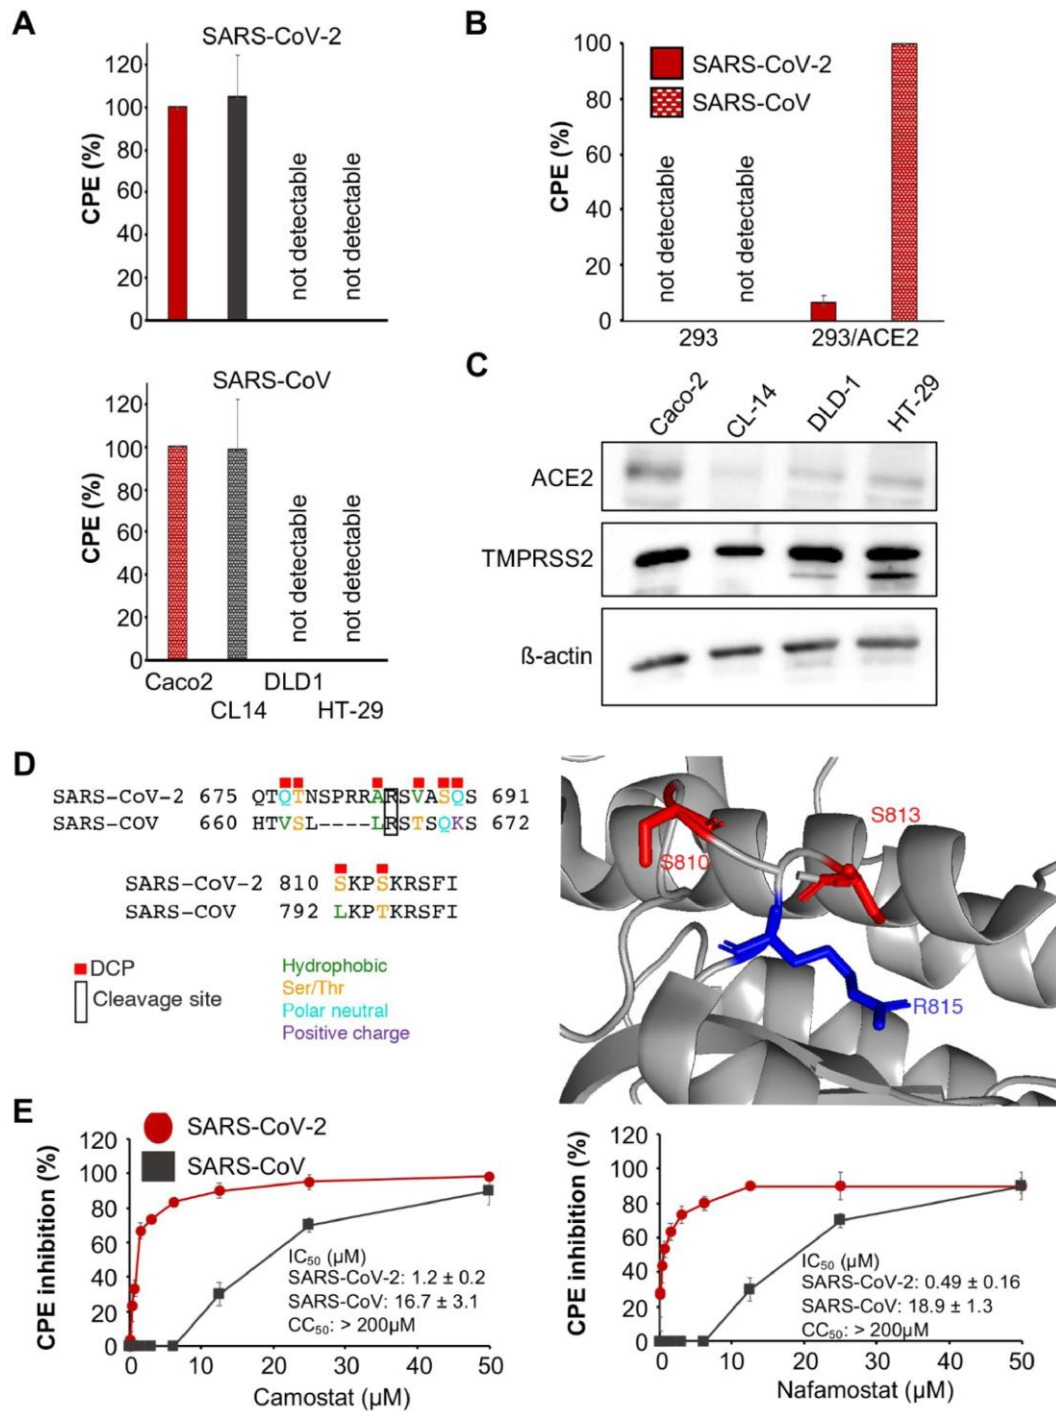 A
SARS-CoV-2
CPE (%)
120
100
80
60
40
20
0
not detectable
not detectable
SARS-CoV
CPE (%)
120
100
80
60
40
20
0
not detectable
not detectable
Caco2
DLD1
CL14
HT-29
B
CPE (%)
100
80
60
40
20
0
SARS-CoV-2
SARS-CoV
not detectable
not detectable
293
293/ACE2
C
Caco-2
CL-14
DLD-1
HT-29
ACE2
TMPRSS2
ß-actin
D
SARS-CoV-2 675 QTQTNSPRRARSVASQS 691
SARS-COV 660 HTVSL----LRSTSQKS 672
SARS-CoV-2 810 SKPSKRSFI
SARS-COV 792 LKPTKRSFI
DCP
Cleavage site
Hydrophobic
Ser/Thr
Polar neutral
Positive charge
S810
S813
R815
E
SARS-CoV-2
SARS-CoV
CPE inhibition (%)
120
100
80
60
40
20
0
IC₅₀ (µM)
SARS-CoV-2: 1.2 ± 0.2
SARS-CoV: 16.7 ± 3.1
CC₅₀: > 200µM
0 10 20 30 40 50
Camostat (µM)
CPE inhibition (%)
120
100
80
60
40
20
0
IC₅₀ (µM)
SARS-CoV-2: 0.49 ± 0.16
SARS-CoV: 18.9 ± 1.3
CC₅₀: > 200µM
0 10 20 30 40 50
Nafamostat (µM)